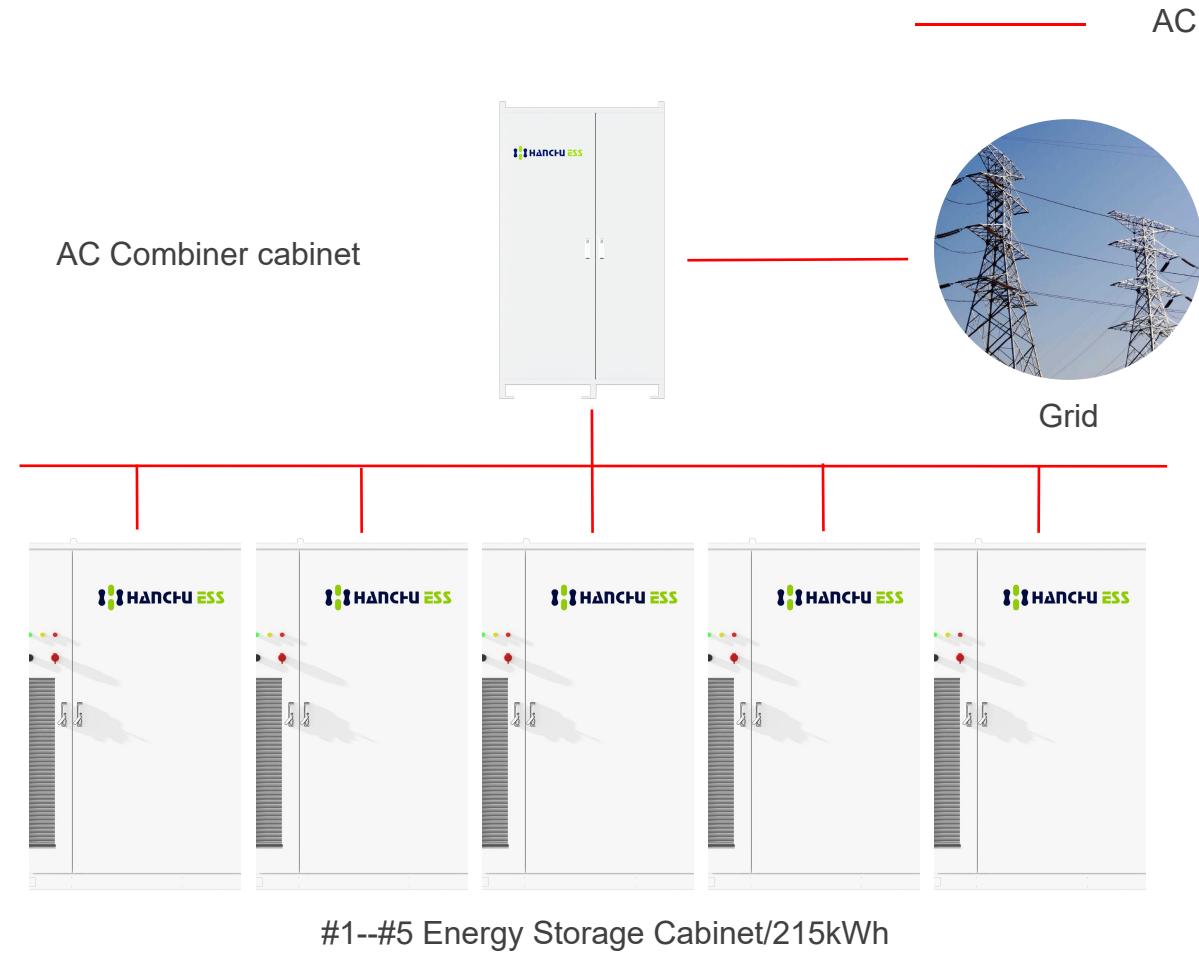 AC
HANCHU ESS
AC Combiner cabinet
Grid
HANCHU ESS
HANCHU ESS
HANCHU ESS
HANCHU ESS
HANCHU ESS
#1--#5 Energy Storage Cabinet/215kWh